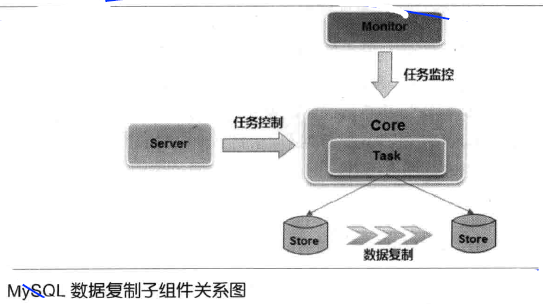 Monitor
任务监控
任务控制
Core
Server
Task
Store
Store
数据复制
MySQL 数据复制子组件关系图